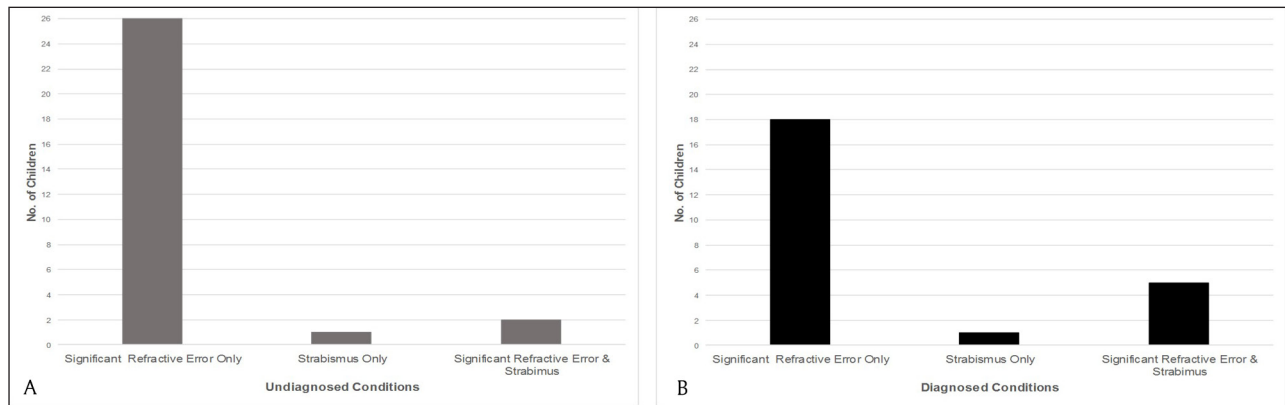 No. of Children
26
24
22
20
18
16
14
12
10
8
6
4
2
0
Significant Refractive Error Only
Strabismus Only
Significant Refractive Error &
Strabimus
Undiagnosed Conditions
A
No. of Children
26
24
22
20
18
16
14
12
10
8
6
4
2
0
Significant Refractive Error Only
Strabismus Only
Significant Refractive Error &
Strabismus
Diagnosed Conditions
B